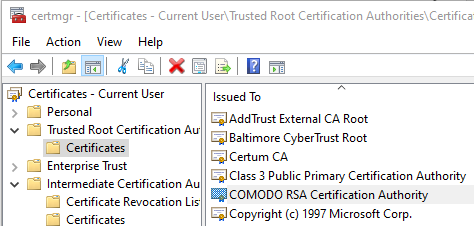 certmgr - [Certificates - Current User\Trusted Root Certification Authorities\Certific
File Action View Help
Certificates - Current User
Personal
Trusted Root Certification Au
Certificates
Enterprise Trust
Intermediate Certification Au
Certificate Revocation Lis
Certificates
Issued To
AddTrust External CA Root
Baltimore CyberTrust Root
Certum CA
Class 3 Public Primary Certification Authority
COMODO RSA Certification Authority
Copyright (c) 1997 Microsoft Corp.